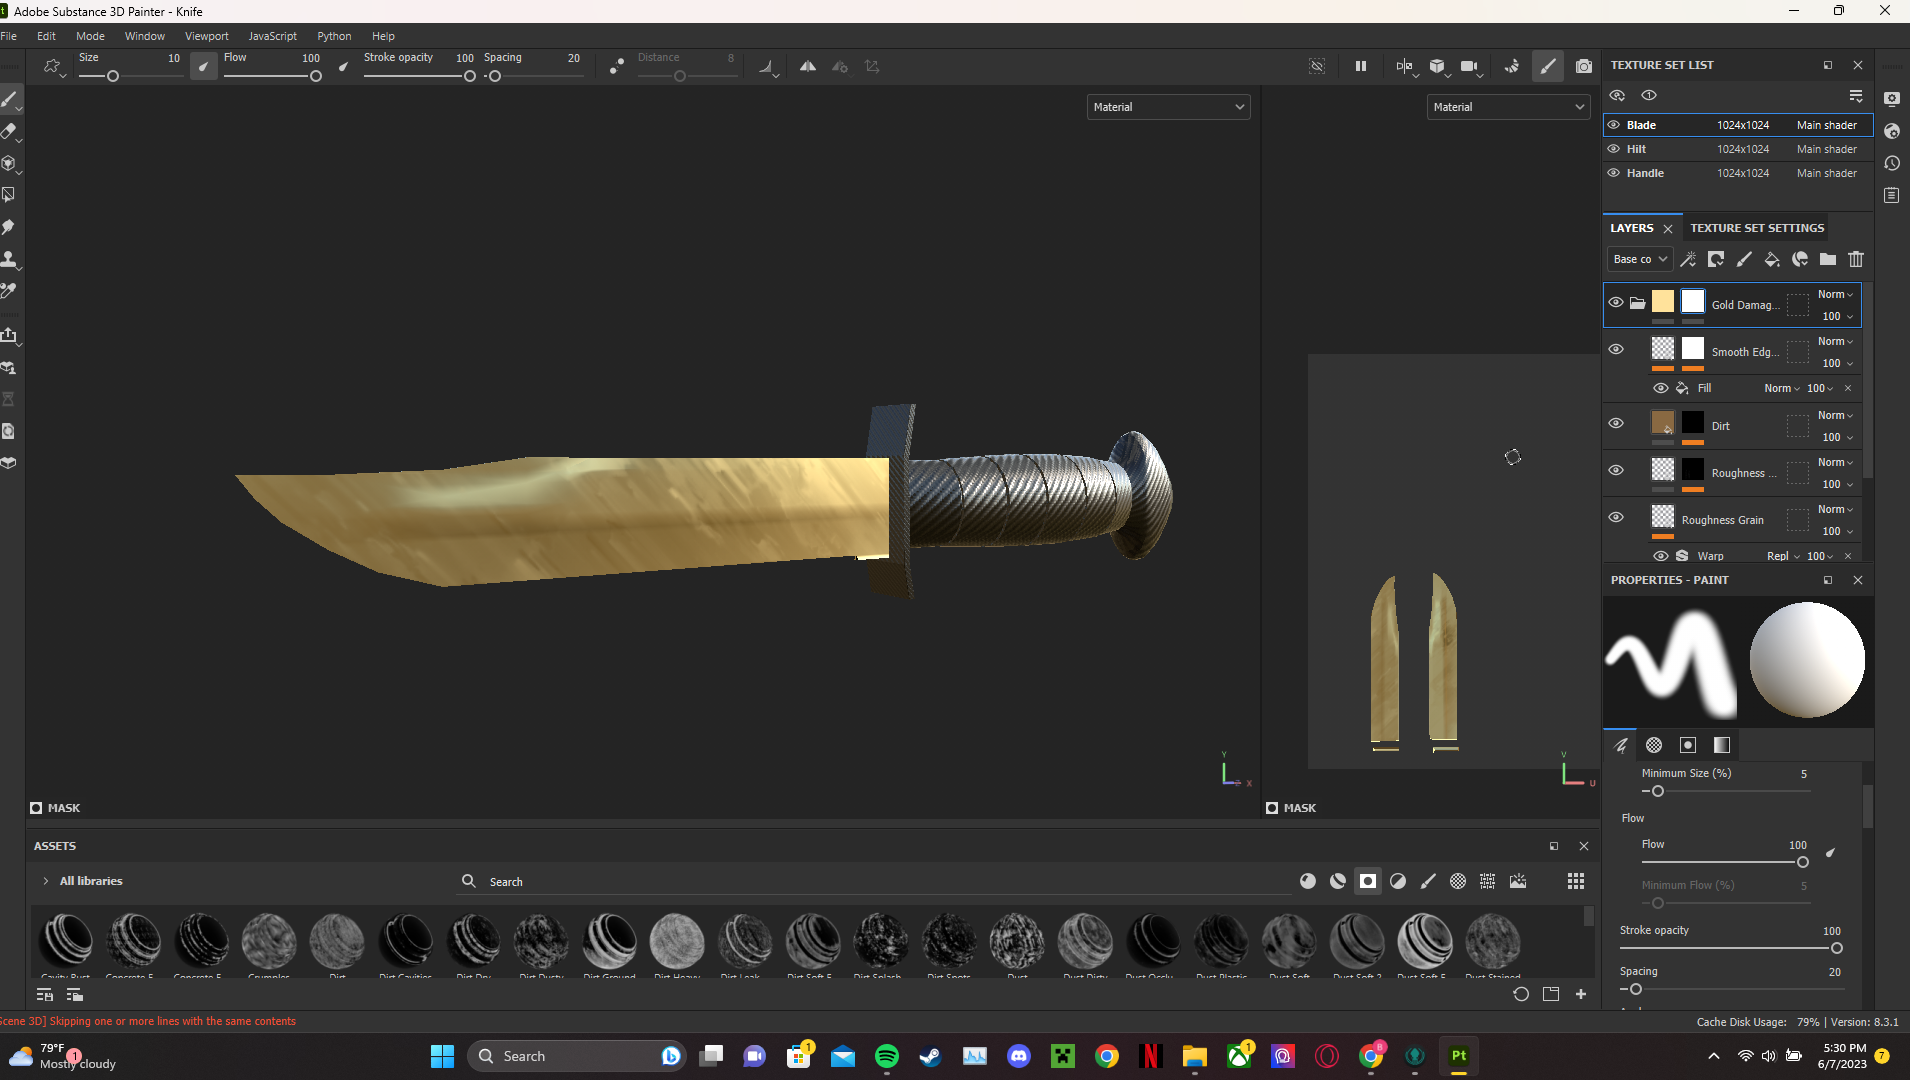 Adobe Substance 3D Painter - Knife
File Edit Mode Window Viewport JavaScript Python Help
Size 10 Flow 100 Stroke opacity 100 Spacing 20 Distance 8
Material
Material
TEXTURE SET LIST
Blade 1024x1024 Main shader
Hilt 1024x1024 Main shader
Handle 1024x1024 Main shader
LAYERS TEXTURE SET SETTINGS
Base co
Gold Damag... Norm 100
Smooth Edg... Norm 100
Fill Norm 100
Dirt Norm 100
Roughness ... Norm 100
Roughness Grain Norm 100
Warp Repl 100
PROPERTIES - PAINT
Minimum Size (%) 5
Flow
Flow 100
Minimum Flow (%) 5
Stroke opacity 100
Spacing 20
Y
X
V
U
MASK
MASK
ASSETS
All libraries
Search
Cavity Rust Concrete E... Concrete E... Crumples Dirt Dirt Cavities Dirt Dry Dirt Dusty Dirt Ground Dirt Heavy Dirt Leak... Dirt Soft E... Dirt Splash Dirt Spots Dust Dust Dirty Dust Occlu... Dust Plastic Dust Soft Dust Soft 2 Dust Soft E... Dust Stained
Scene 3D] Skipping one or more lines with the same contents
Cache Disk Usage: 79% | Version: 8.3.1
79°F
Mostly cloudy
1
Search
1
1
8
Pt
5:30 PM
6/7/2023
7